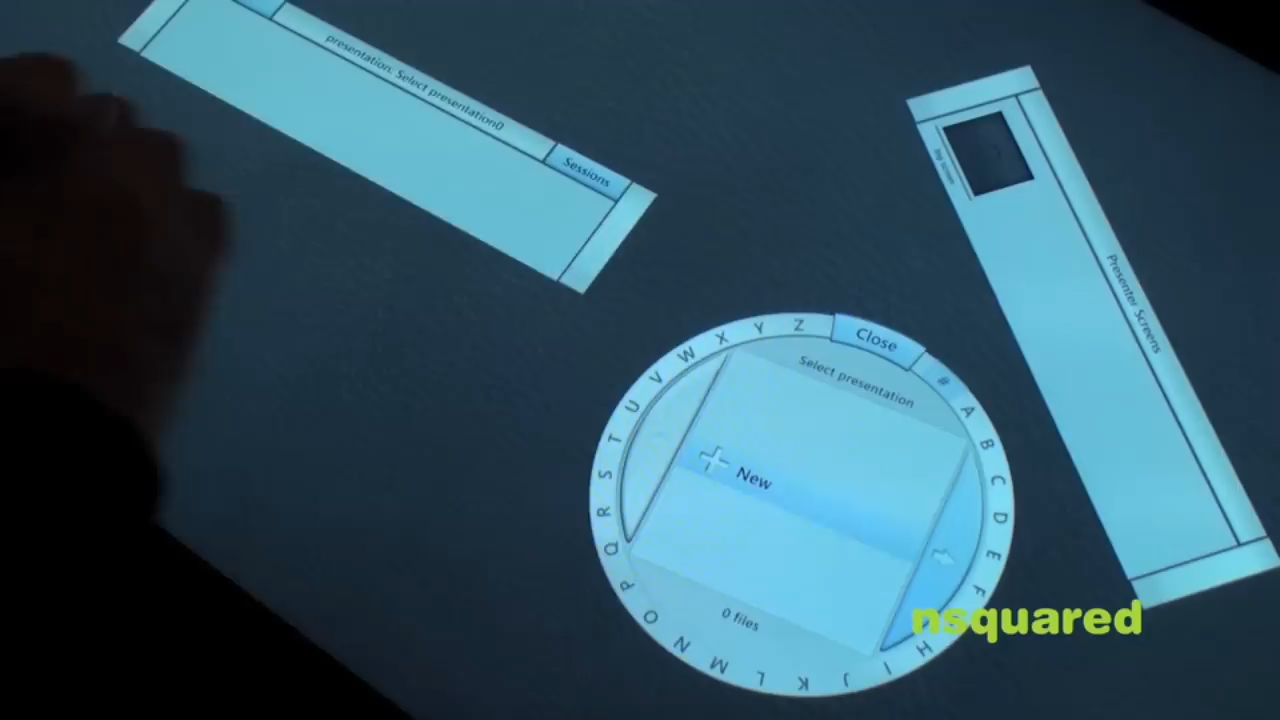 presentation. Select presentation0
Sessions
Presenter Screens
Close
Select presentation
New
0 files
# A B C D E F H I J K L M N O P Q R S T U V W X Y Z
nsquared